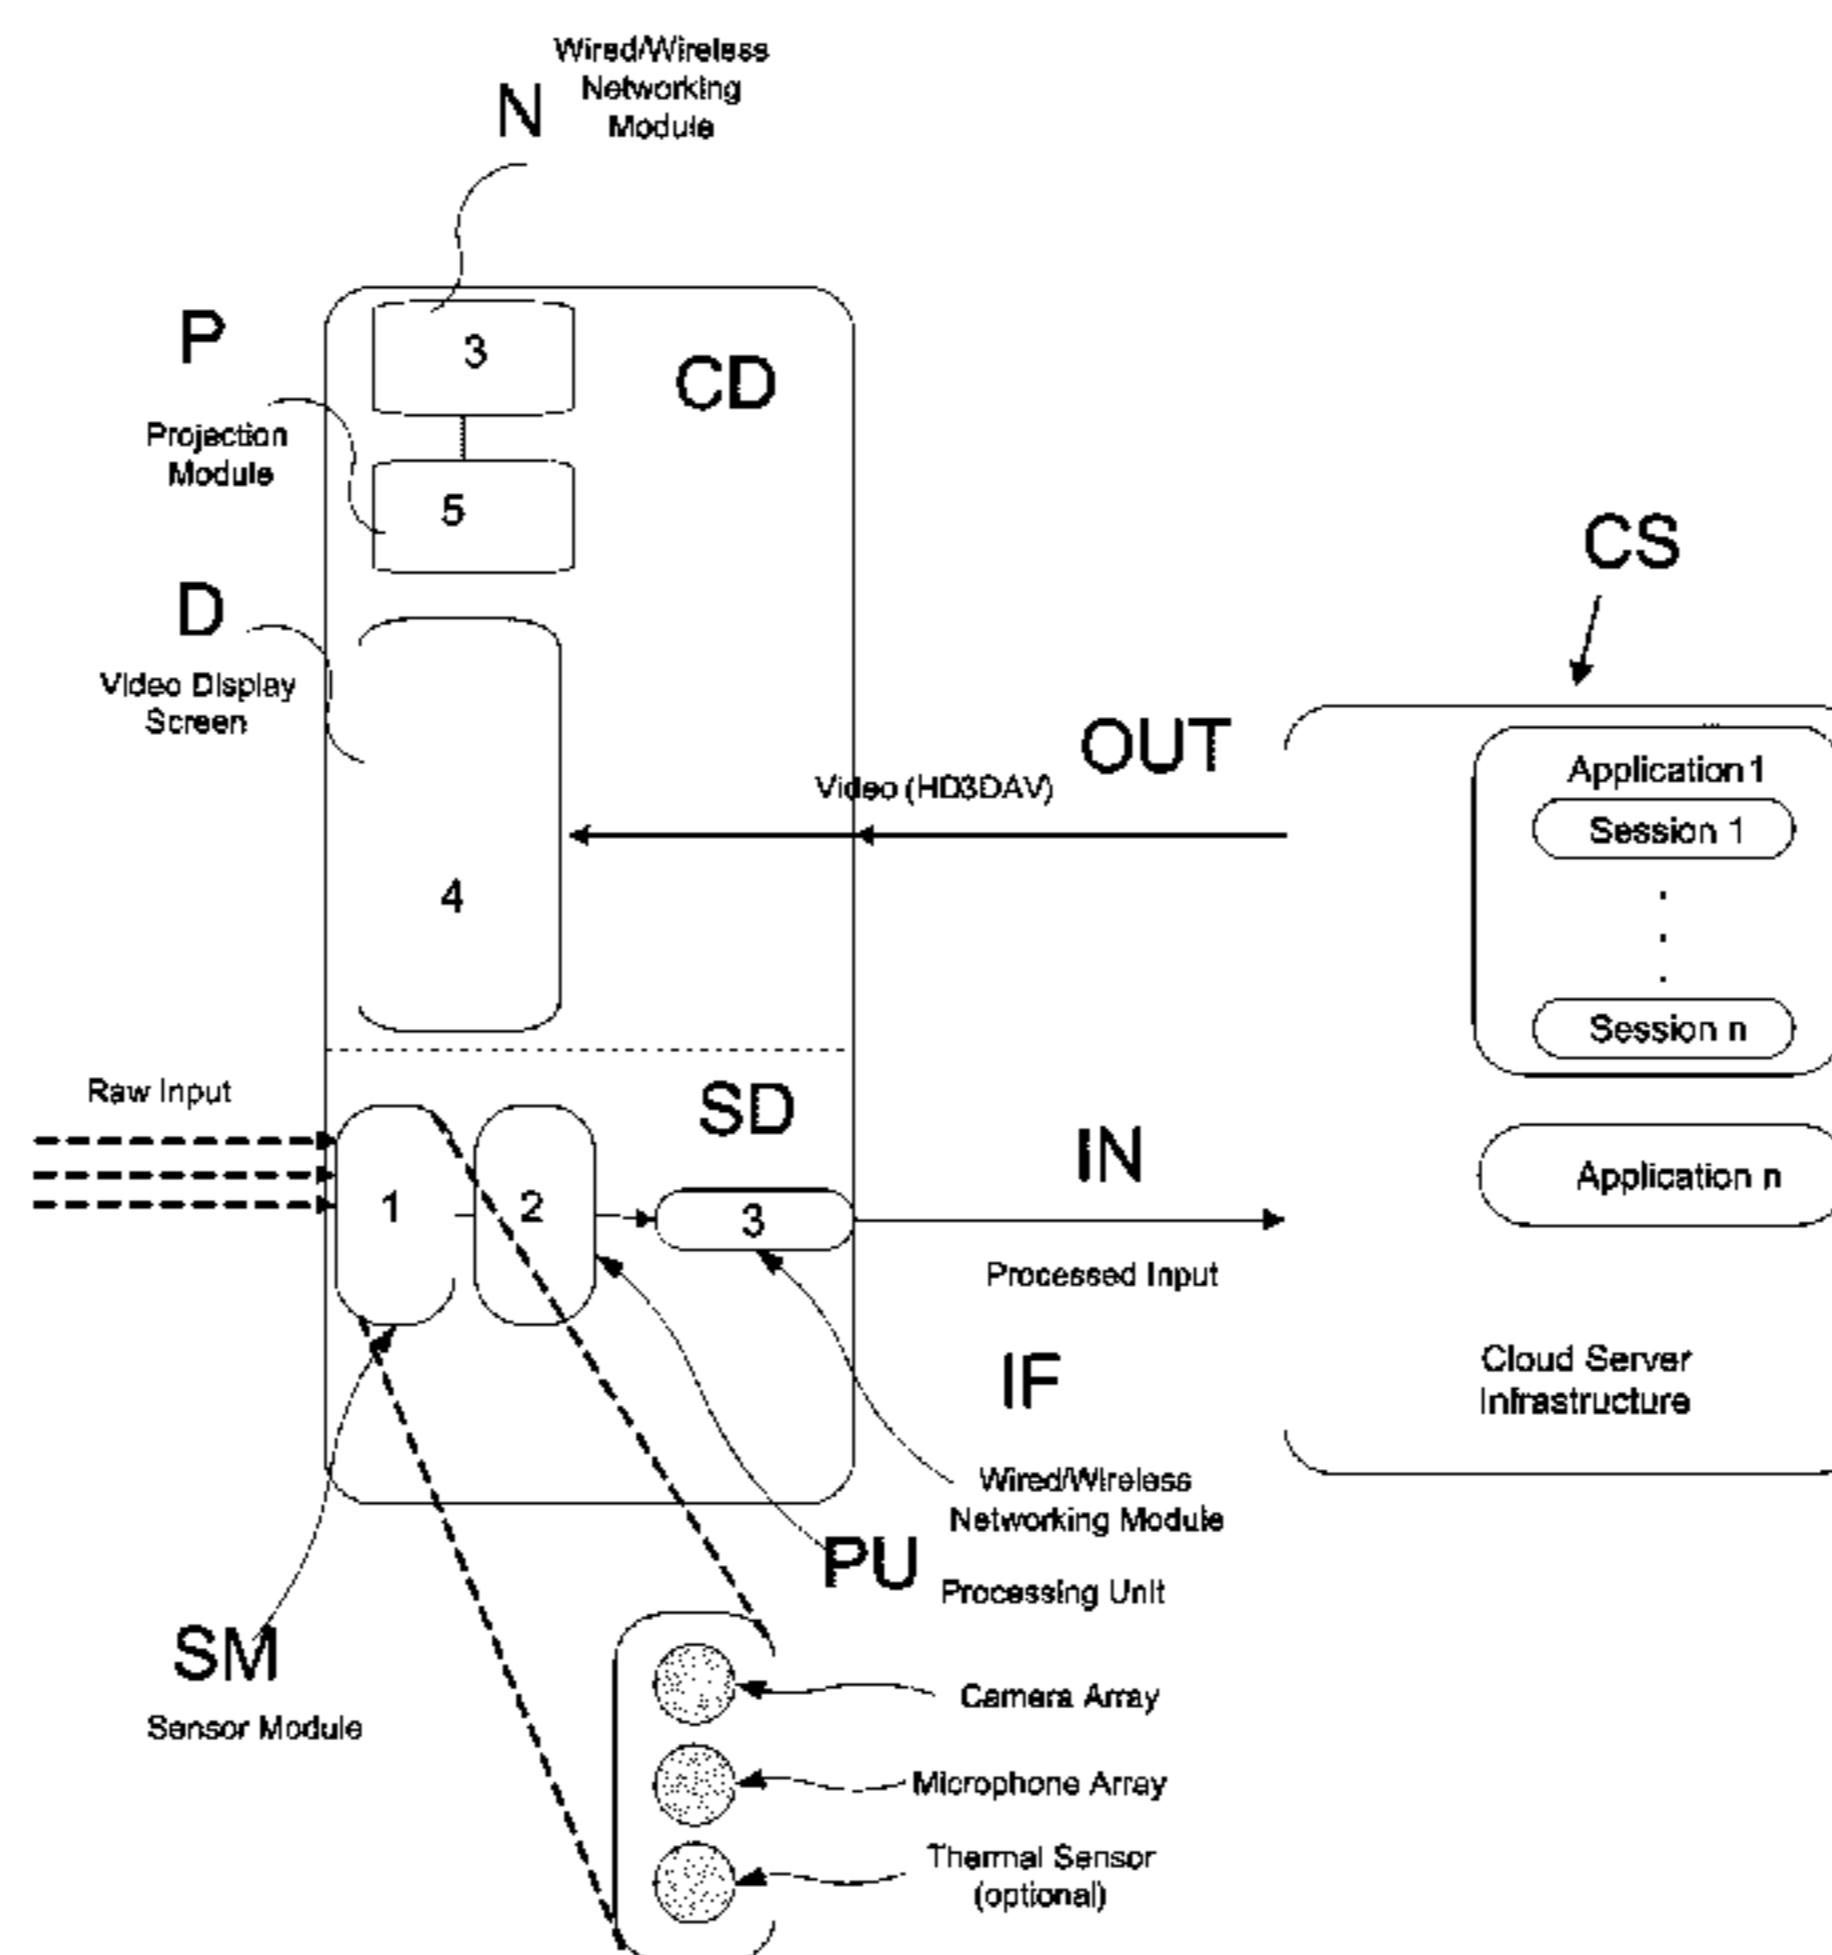 Wired/Wireless
Networking
Module
N
P
3
CD
Projection
Module
5
CS
D
Video Display
Screen
OUT
Application 1
Video (HD3DAV)
Session 1
4
Session n
Raw Input
SD
IN
Application n
1
2
3
Processed Input
Cloud Server
Infrastructure
IF
Wired/Wireless
Networking Module
PU
Processing Unit
SM
Sensor Module
Camera Array
Microphone Array
Thermal Sensor
(optional)